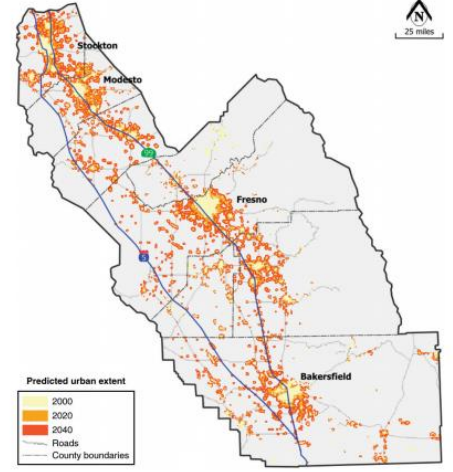 N
25 miles
Stockton
Modesto
99
Fresno
5
Bakersfield
Predicted urban extent
2000
2020
2040
Roads
County boundaries